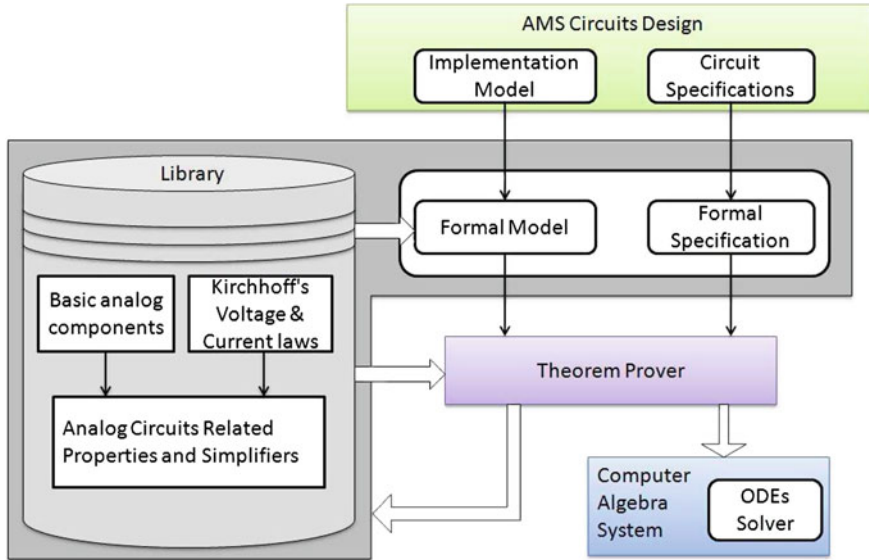 AMS Circuits Design
Implementation
Model
Circuit
Specifications
Library
Formal Model
Formal
Specification
Basic analog
components
Kirchhoff's
Voltage &
Current laws
Theorem Prover
Analog Circuits Related
Properties and Simplifiers
Computer
Algebra
System
ODEs
Solver